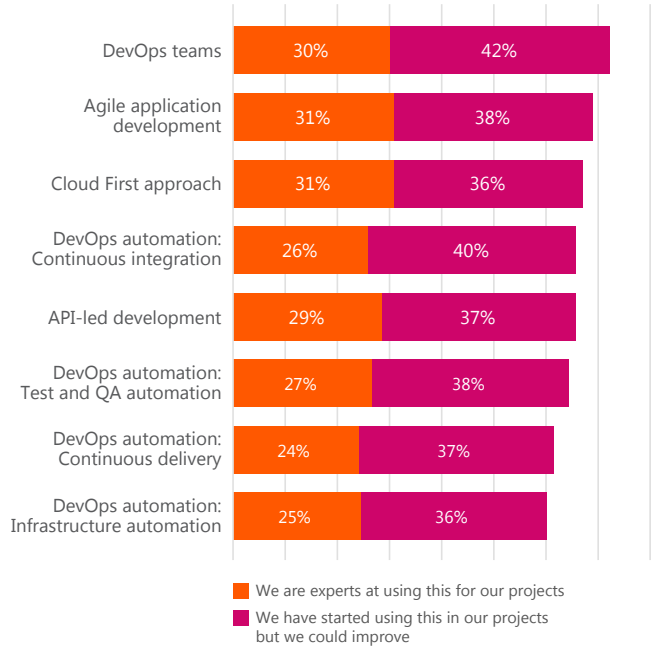 DevOps teams
30%
42%
Agile application
development
31%
38%
Cloud First approach
31%
36%
DevOps automation:
Continuous integration
26%
40%
API-led development
29%
37%
DevOps automation:
Test and QA automation
27%
38%
DevOps automation:
Continuous delivery
24%
37%
DevOps automation:
Infrastructure automation
25%
36%
We are experts at using this for our projects
We have started using this in our projects
but we could improve